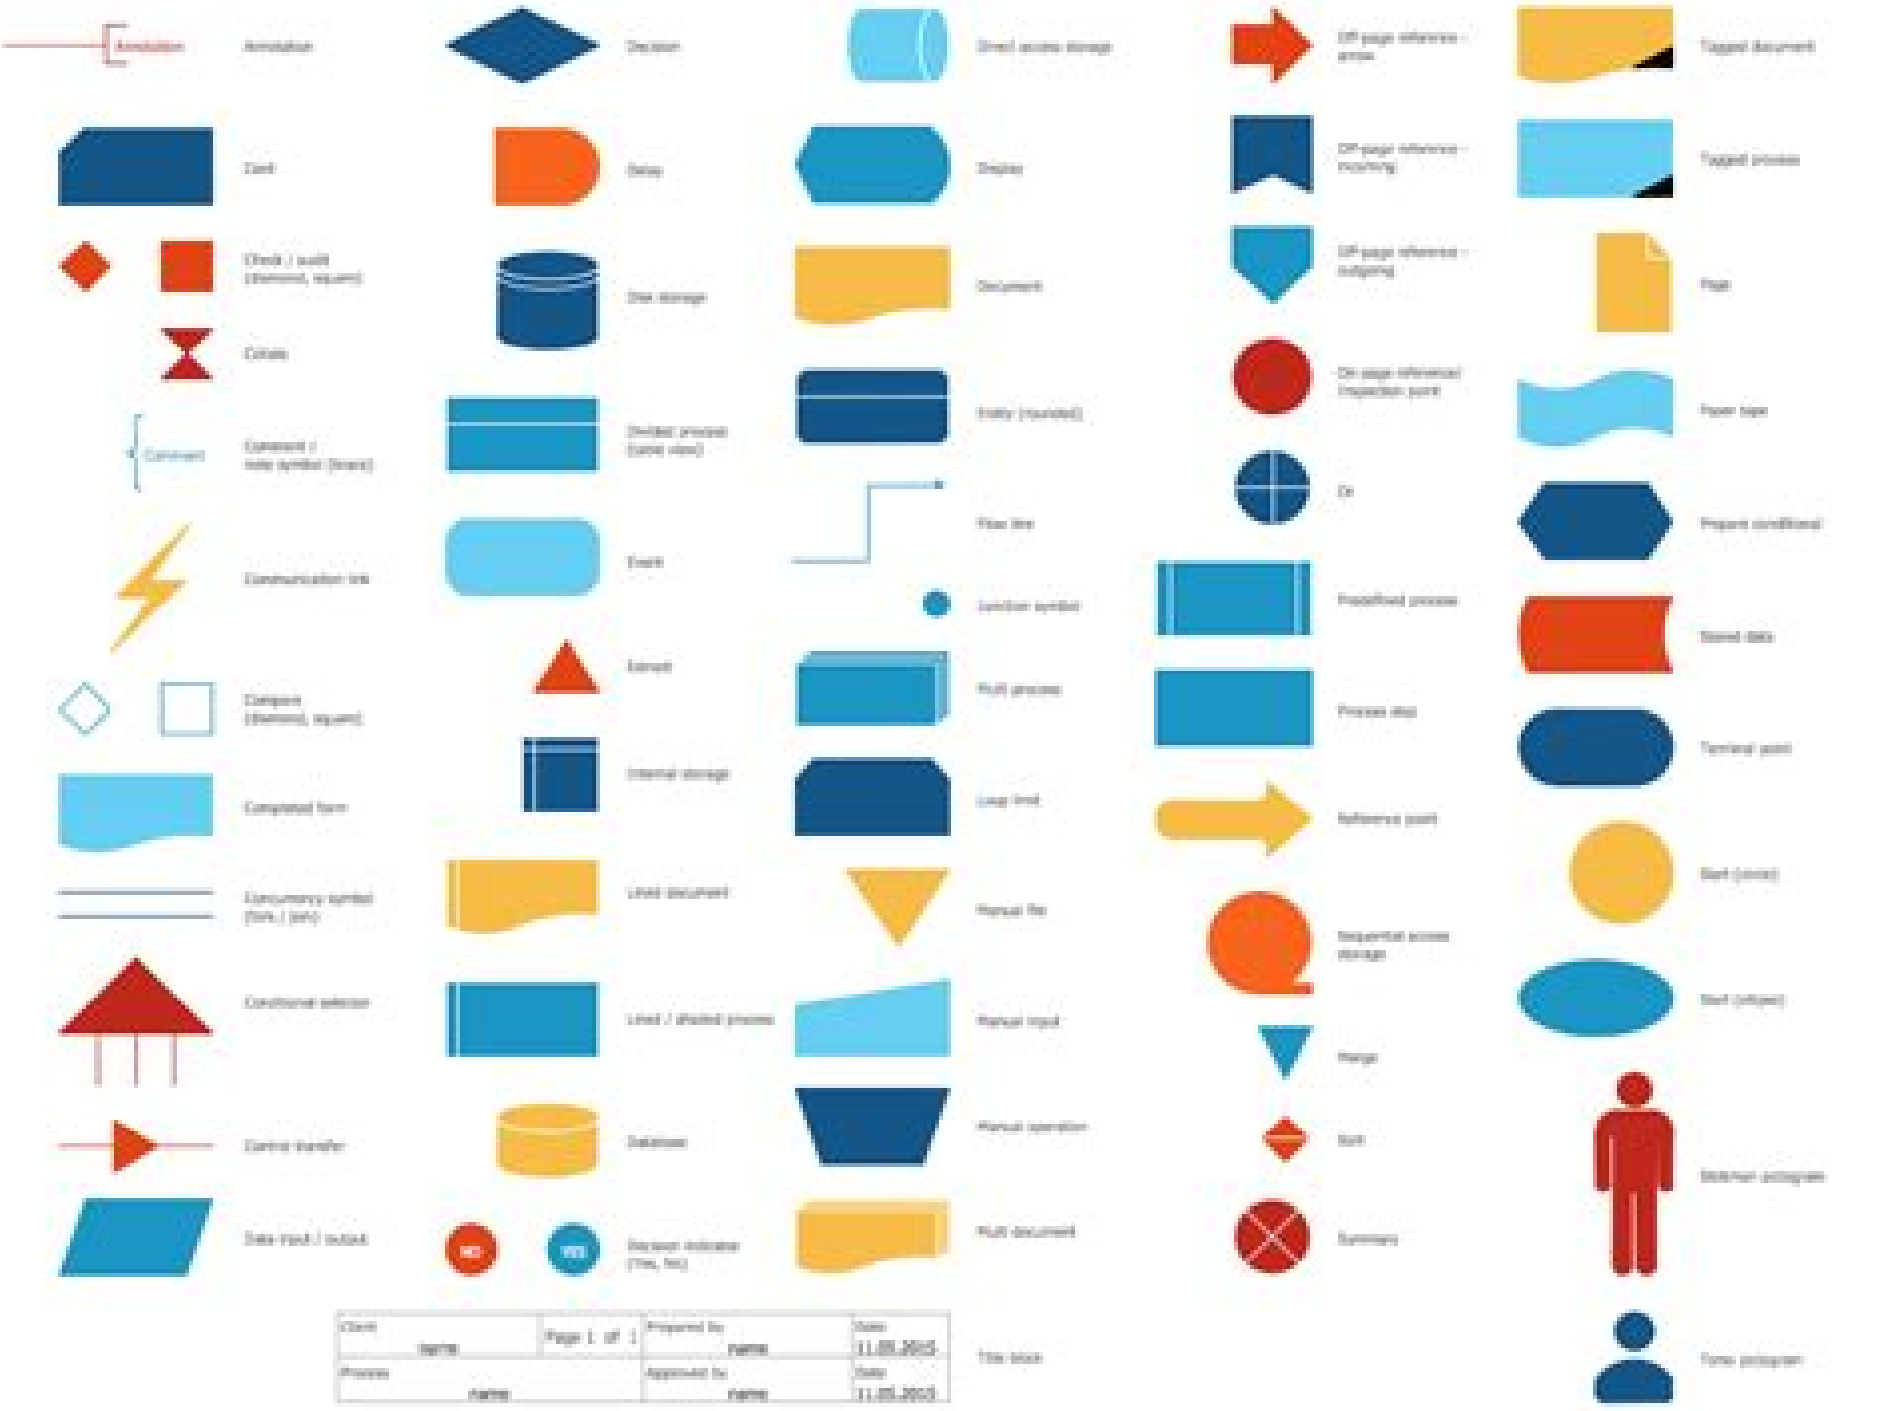 Annotation
Annotation
Card
Check / audit
(diamond, square)
Collate
Comment
Comment /
note symbol (brace)
Communication link
Compare
(diamond, square)
Completed form
Concurrency symbol
(fork / join)
Conditional selector
Control transfer
Data input / output
Decision
Delay
Disk storage
Divided process
(table view)
Event
Extract
Internal storage
Lined document
Lined / shaded process
Database
NO
YES
Decision indicator
(Yes, No)
Direct access storage
Display
Document
Entity (rounded)
Flow line
Junction symbol
Multi process
Loop limit
Manual file
Manual input
Manual operation
Multi document
Off-page reference -
arrow
Off-page reference -
incoming
Off-page reference -
outgoing
On-page reference/
Inspection point
Or
Predefined process
Process step
Reference point
Sequential access
storage
Merge
Sort
Summary
Tagged document
Tagged process
Page
Paper tape
Prepare conditional
Stored data
Terminal point
Start (circle)
Start (ellipse)
Stickman pictogram
Torso pictogram
Client
name
Page 1 of 1
Prepared by
name
Date
11.05.2015
Process
name
Approved by
name
Date
11.05.2015
Title block